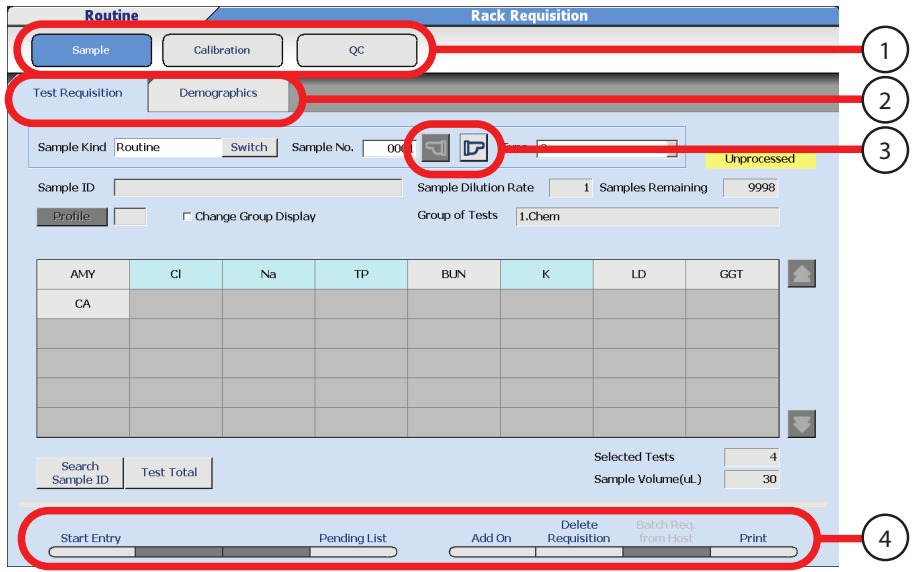 Routine
Rack Requisition
Sample Calibration QC
1
Test Requisition Demographics
2
Sample Kind Routine Switch Sample No. 0001
3
Unprocessed
Sample ID Sample Dilution Rate 1 Samples Remaining 9998
Profile Change Group Display Group of Tests 1.Chem
AMY Cl Na TP BUN K LD GGT
CA
Search
Sample ID
Test Total
Selected Tests 4
Sample Volume(uL) 30
Start Entry Pending List Add On Delete
Requisition
Batch Req.
from Host
Print
4